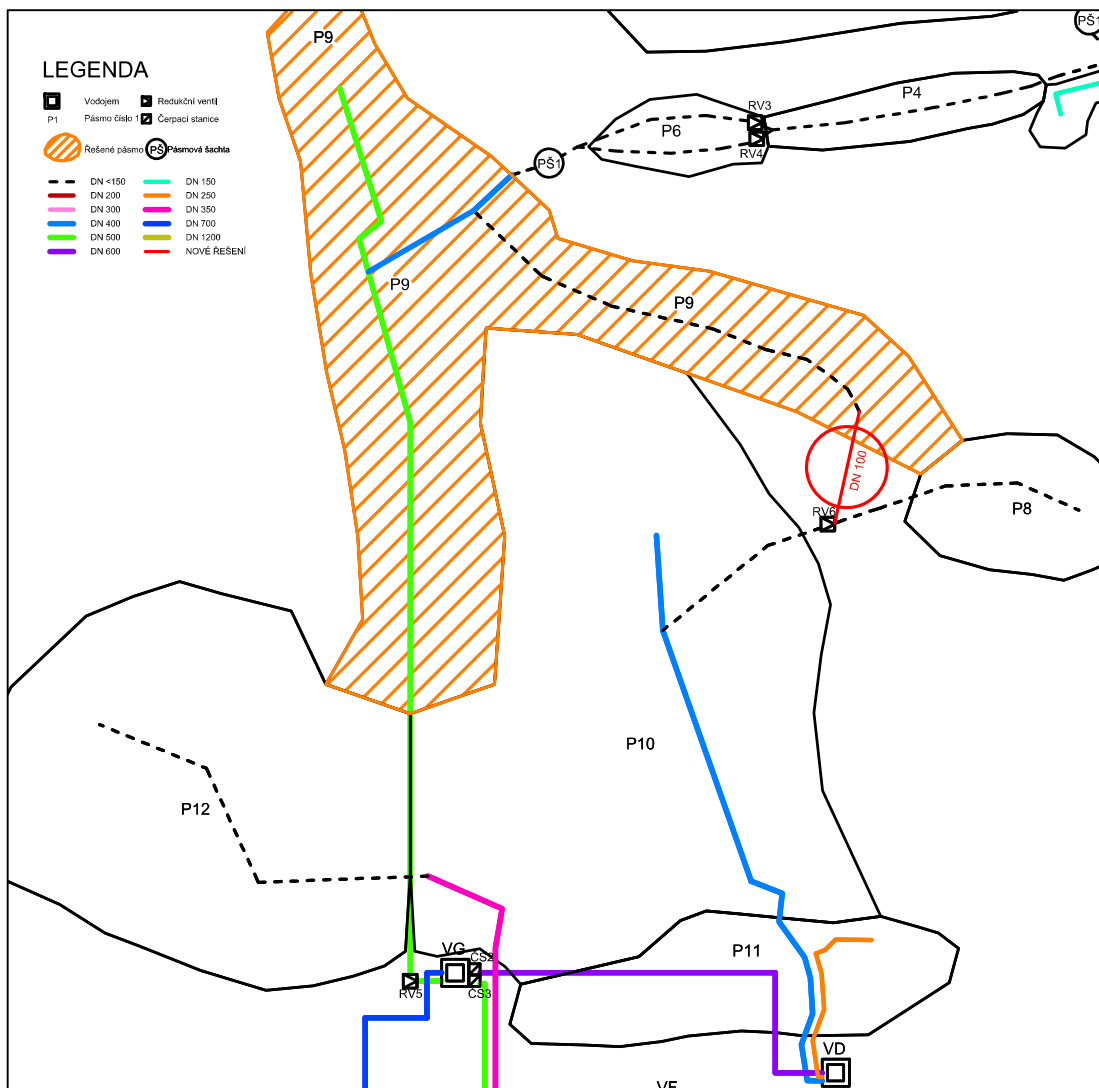 P9
PŠ1
LEGENDA
Vodojem
Redukční ventil
P1
Pásmo číslo 1
Čerpací stanice
Řešené pásmo
PŠ
Pásmová šachta
DN <150
DN 150
DN 200
DN 250
DN 300
DN 350
DN 400
DN 700
DN 500
DN 1200
DN 600
NOVÉ ŘEŠENÍ
RV3
P4
P6
RV4
PŠ1
P9
P9
DN 100
RV6
P8
P10
P12
P11
VG
ČS2
RV5
ČS3
VD